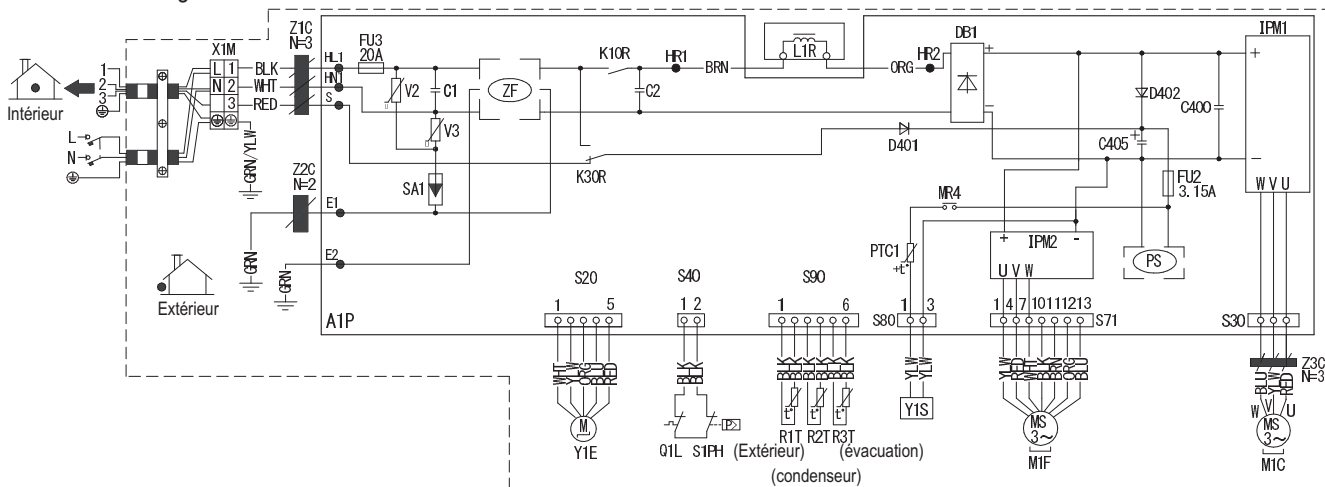 g
Z1C
N=3
FU3
20A
L1R
DB1
IPM1
X1M
HL1
K10R
HR1
HR2
1
L
1
BLK
BRN
ORG
+
+
2
N
2
WHT
HN1
3
3
RED
S
V2
C1
ZF
C2
D402
C400
Intérieur
V3
−
−
D401
C405
+
L
N
GRN/YLW
Z2C
N=2
SA1
K30R
FU2
3.15A
W V U
E1
MR4
+ IPM2 -
PTC1
+t°
PS
GRN
E2
U V W
GRN
Extérieur
S20
S40
S90
A1P
1 5
1 2
1 6
S80 1 3
1 4 7 10 11 12 13
S71
S30
WHT
YLW
ORG
BLU
RED
BLK
BLK
BLK
BLK
BLK
BLK
BLK
BLK
YLW
YLW
YLW
RED
WHT
BLK
BRN
ORG
BLU
BLU
YLW
RED
Z3C
N=3
t°
t°
t°
Y1S
W V U
M
P>
MS
3~
MS
3~
Y1E
Q1L S1PH
(Extérieur)
R1T R2T R3T
(évacuation)
(condenseur)
M1F
M1C